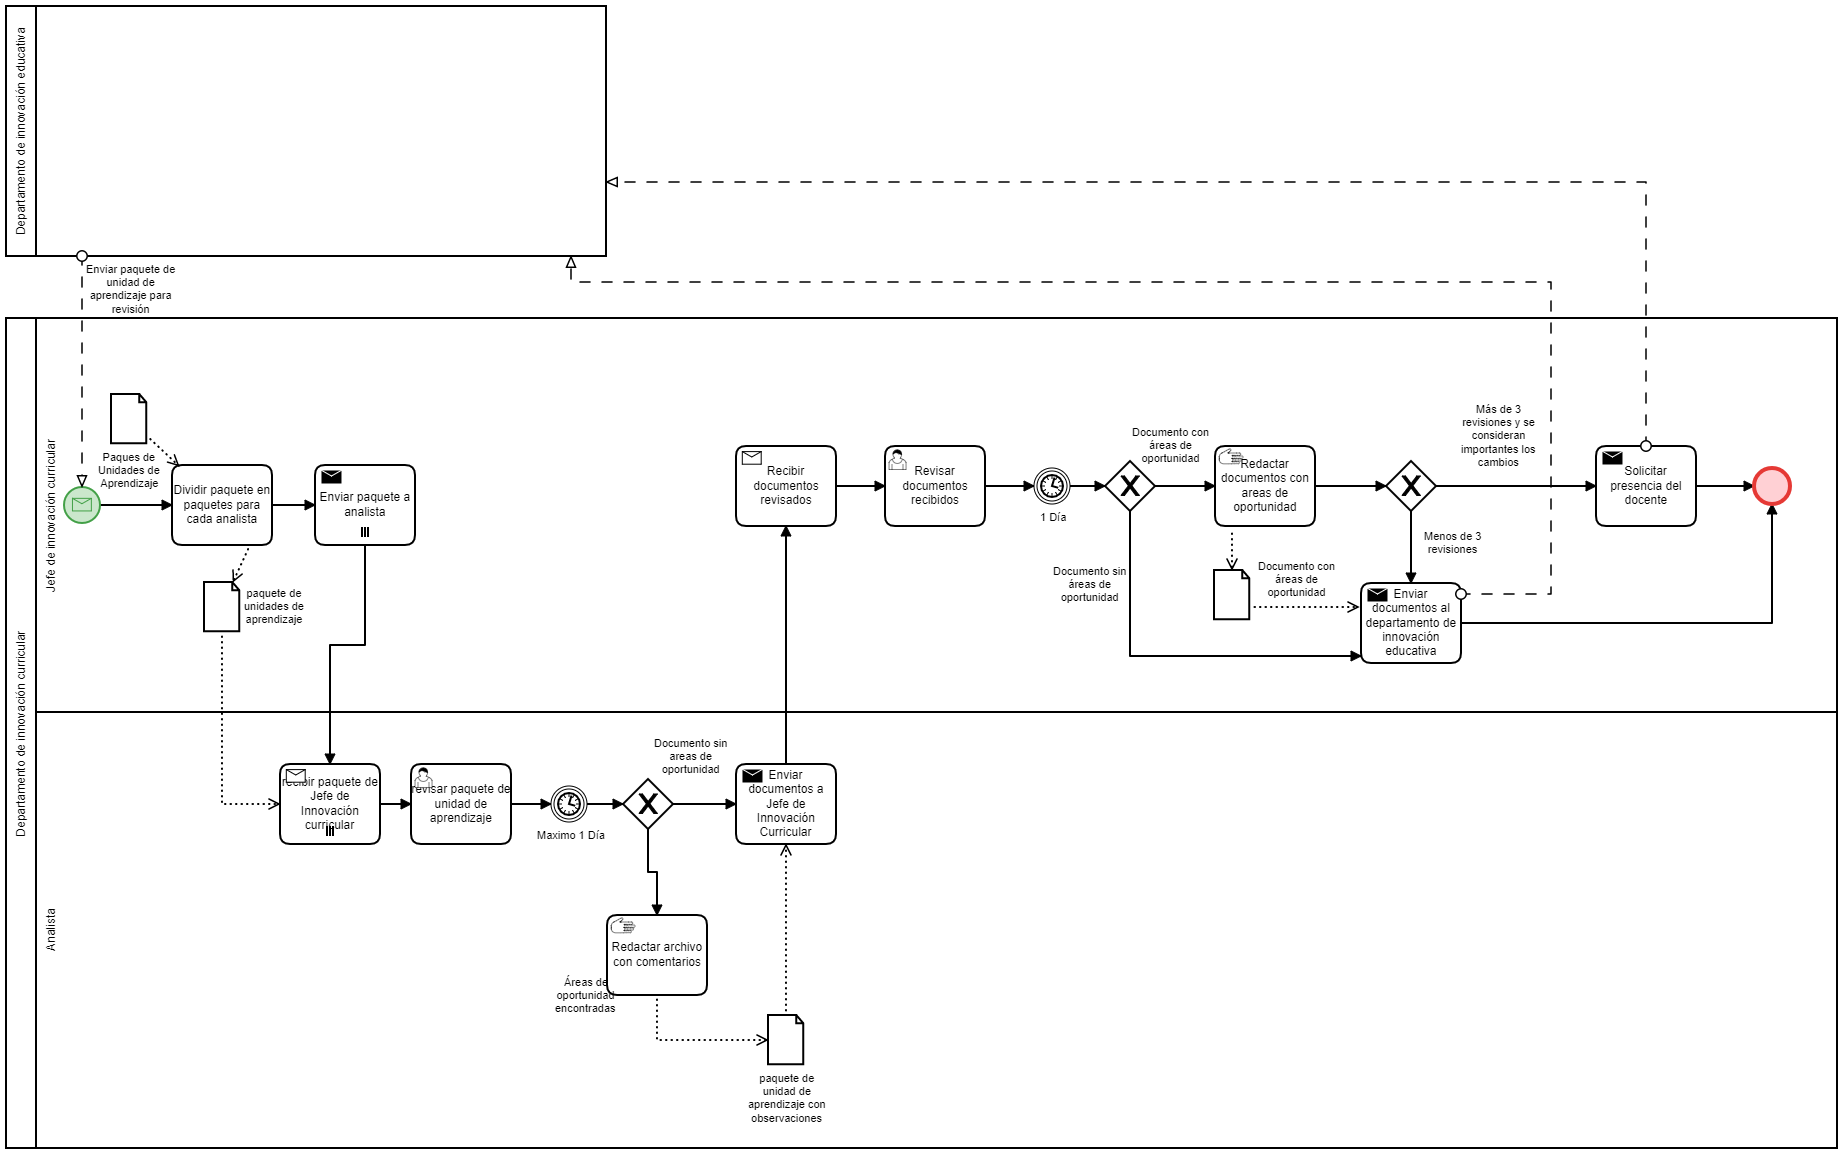 Departamento de innovación educativa
Enviar paquete de
unidad de
aprendizaje para
revisión
Departamento de innovación curricular
Jefe de innovación curricular
Paques de
Unidades de
Aprendizaje
Dividir paquete en
paquetes para
cada analista
Enviar paquete a
analista
paquete de
unidades de
aprendizaje
Recibir
documentos
revisados
Revisar
documentos
recibidos
1 Día
Documento con
áreas de
oportunidad
Documento sin
áreas de
oportunidad
Redactar
documentos con
areas de
oportunidad
Documento con
áreas de
oportunidad
Más de 3
revisiones y se
consideran
importantes los
cambios
Menos de 3
revisiones
Enviar
documentos al
departamento de
innovación
educativa
Solicitar
presencia del
docente
Analista
recibir paquete de
Jefe de
Innovación
curricular
revisar paquete de
unidad de
aprendizaje
Maximo 1 Día
Documento sin
areas de
oportunidad
Enviar
documentos a
Jefe de
Innovación
Curricular
Redactar archivo
con comentarios
Áreas de
oportunidad
encontradas
paquete de
unidad de
aprendizaje con
observaciones